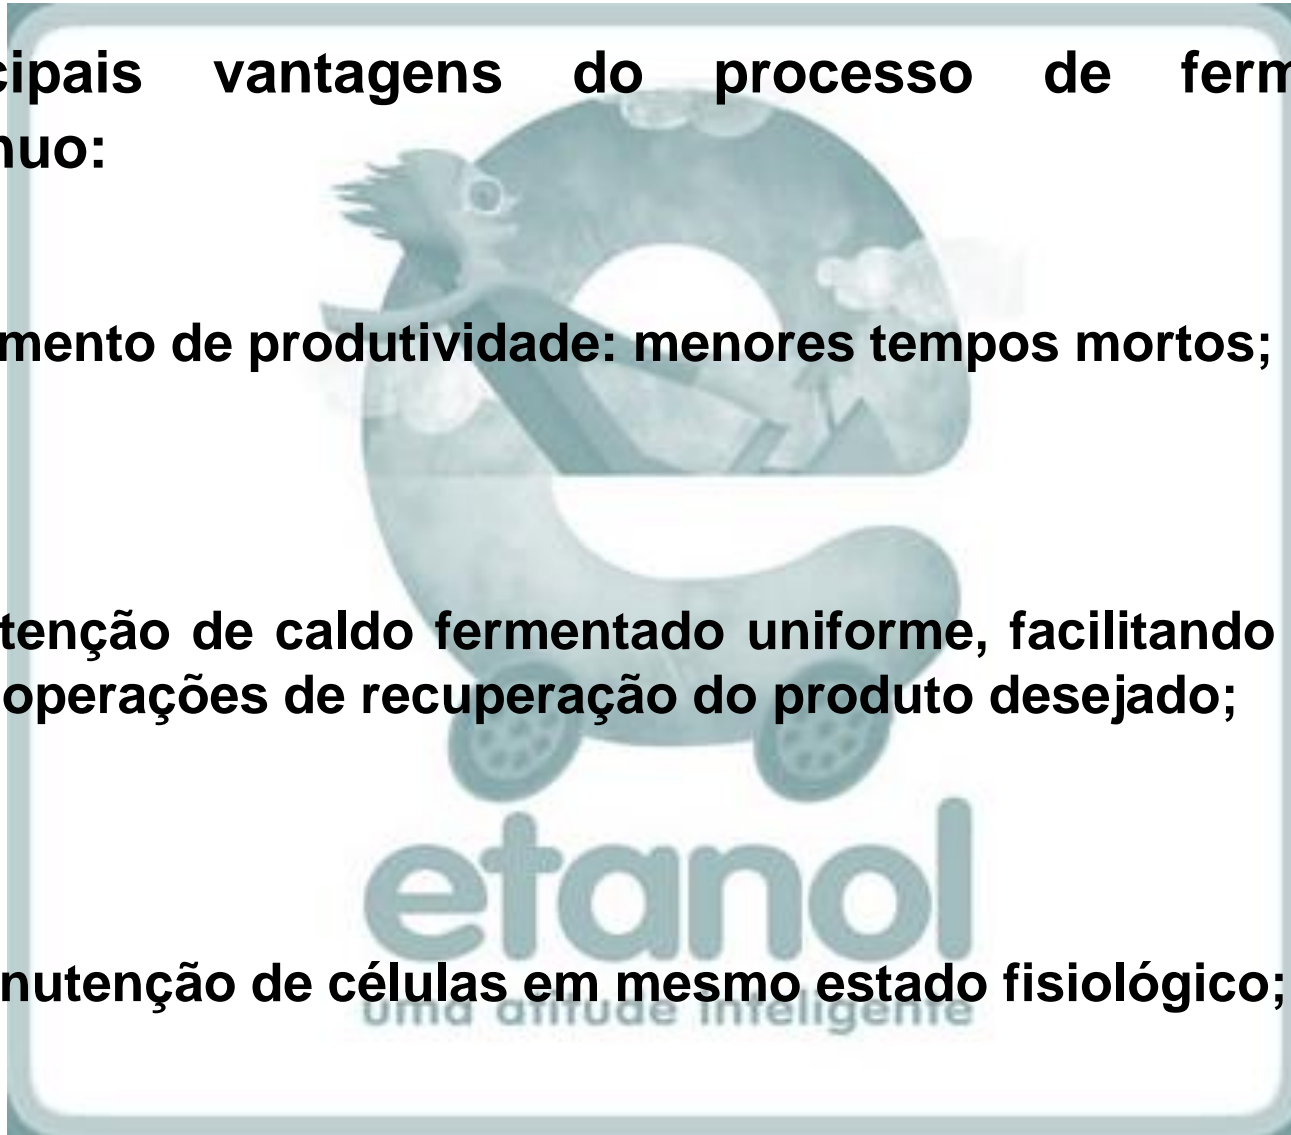 cipais vantagens do processo de ferm
nuo:
mento de produtividade: menores tempos mortos;
tenção de caldo fermentado uniforme, facilitando
operações de recuperação do produto desejado;
etanol
nutenção de células em mesmo estado fisiológico;
uma atitude inteligente